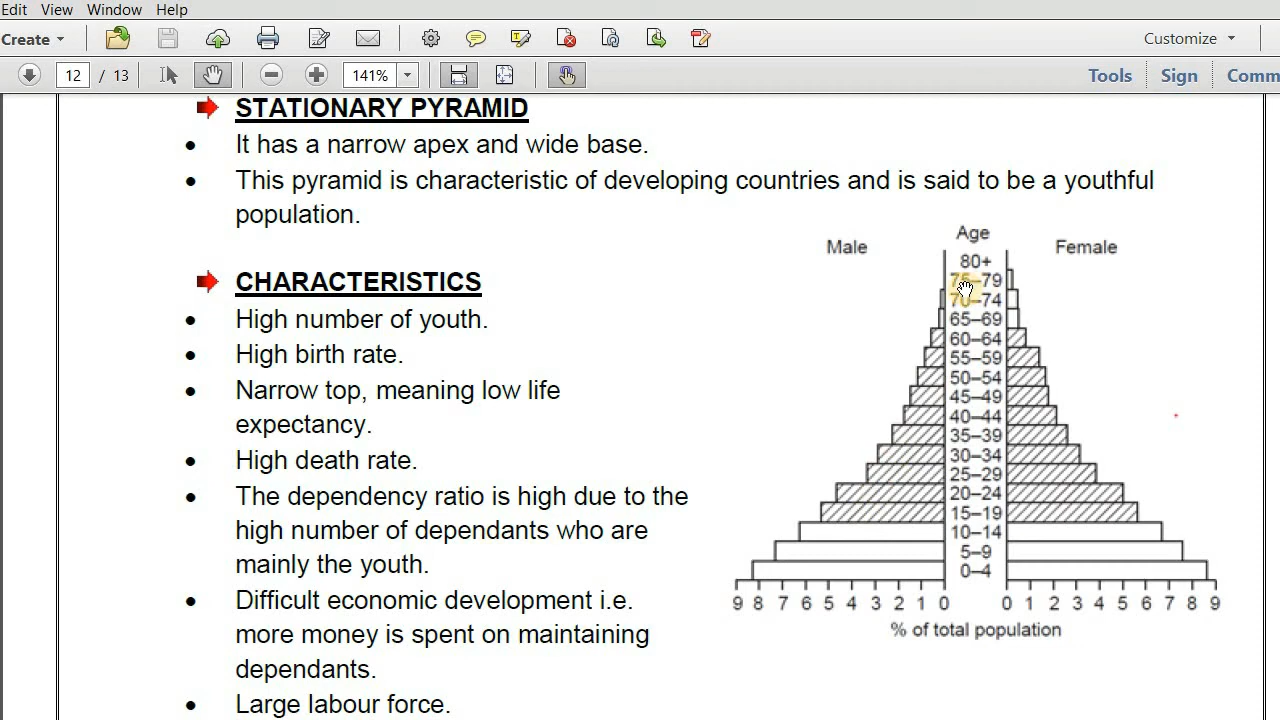 Edit View Window Help
Create Customize
12 / 13 141% Tools Sign Comm
STATIONARY PYRAMID
• It has a narrow apex and wide base.
• This pyramid is characteristic of developing countries and is said to be a youthful
population.
CHARACTERISTICS
• High number of youth.
• High birth rate.
• Narrow top, meaning low life
expectancy.
• High death rate.
• The dependency ratio is high due to the
high number of dependants who are
mainly the youth.
• Difficult economic development i.e.
more money is spent on maintaining
dependants.
• Large labour force.
Age
Male Female
80+
75–79
70–74
65–69
60–64
55–59
50–54
45–49
40–44
35–39
30–34
25–29
20–24
15–19
10–14
5–9
0–4
9 8 7 6 5 4 3 2 1 0 0 1 2 3 4 5 6 7 8 9
% of total population